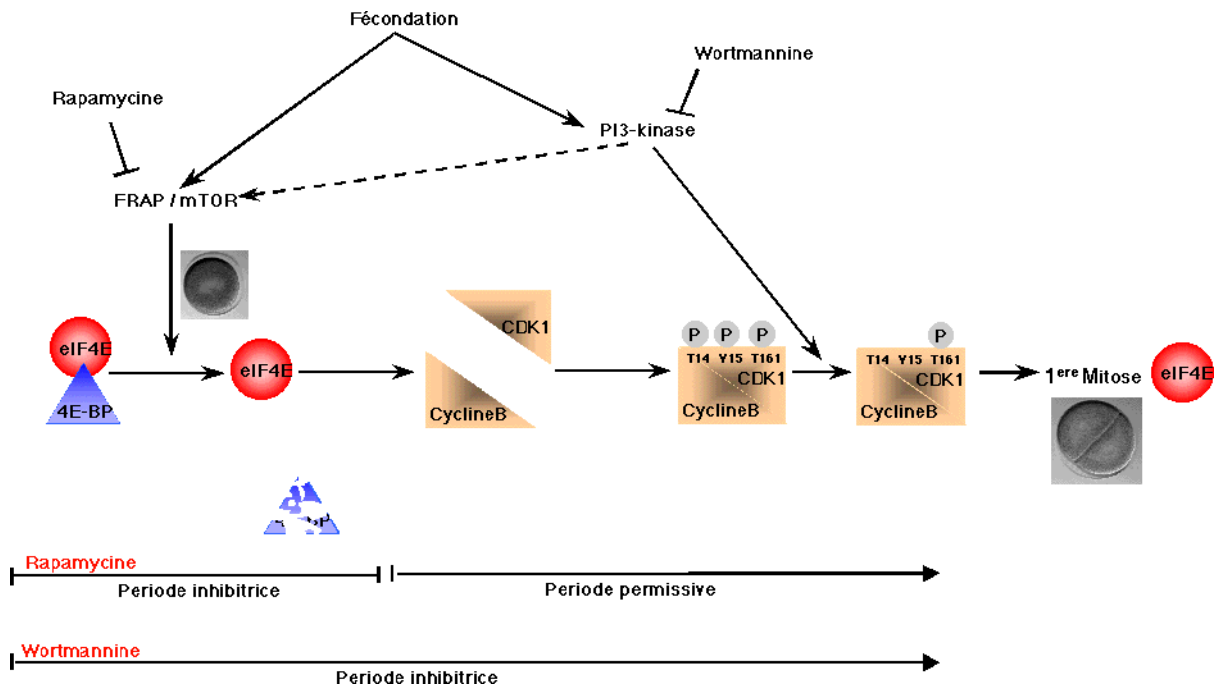 Fécondation
Wortmannine
Rapamycine
PI3-kinase
FRAP / mTOR
eIF4E
4E-BP
eIF4E
CDK1
CyclineB
P P P
T14 Y15 T161
CDK1
CyclineB
P
T14 Y15 T161
CDK1
CyclineB
1ere Mitose
eIF4E
Rapamycine
Periode inhibitrice
Periode permissive
Wortmannine
Periode inhibitrice